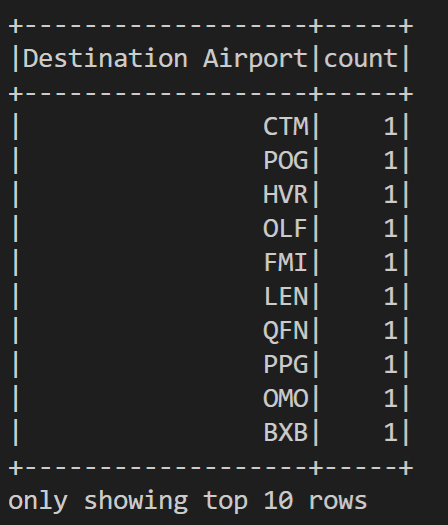 +-------------------+-----+
|Destination Airport|count|
+-------------------+-----+
|                CTM|    1|
|                POG|    1|
|                HVR|    1|
|                OLF|    1|
|                FMI|    1|
|                LEN|    1|
|                QFN|    1|
|                PPG|    1|
|                OMO|    1|
|                BXB|    1|
+-------------------+-----+
only showing top 10 rows